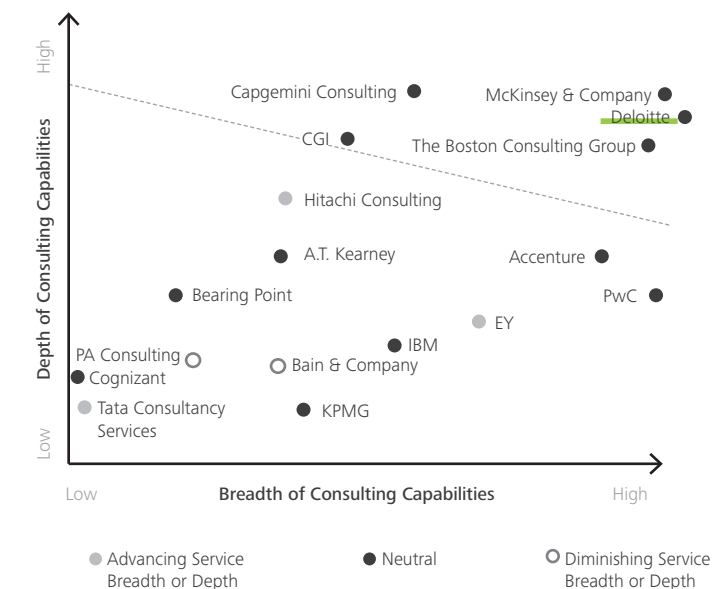 High
Depth of Consulting Capabilities
Low
Capgemini Consulting
McKinsey & Company
Deloitte
CGI
The Boston Consulting Group
Hitachi Consulting
A.T. Kearney
Accenture
Bearing Point
PwC
EY
IBM
PA Consulting
Bain & Company
Cognizant
Tata Consultancy
Services
KPMG
Low
Breadth of Consulting Capabilities
High
Advancing Service
Breadth or Depth
Neutral
Diminishing Service
Breadth or Depth